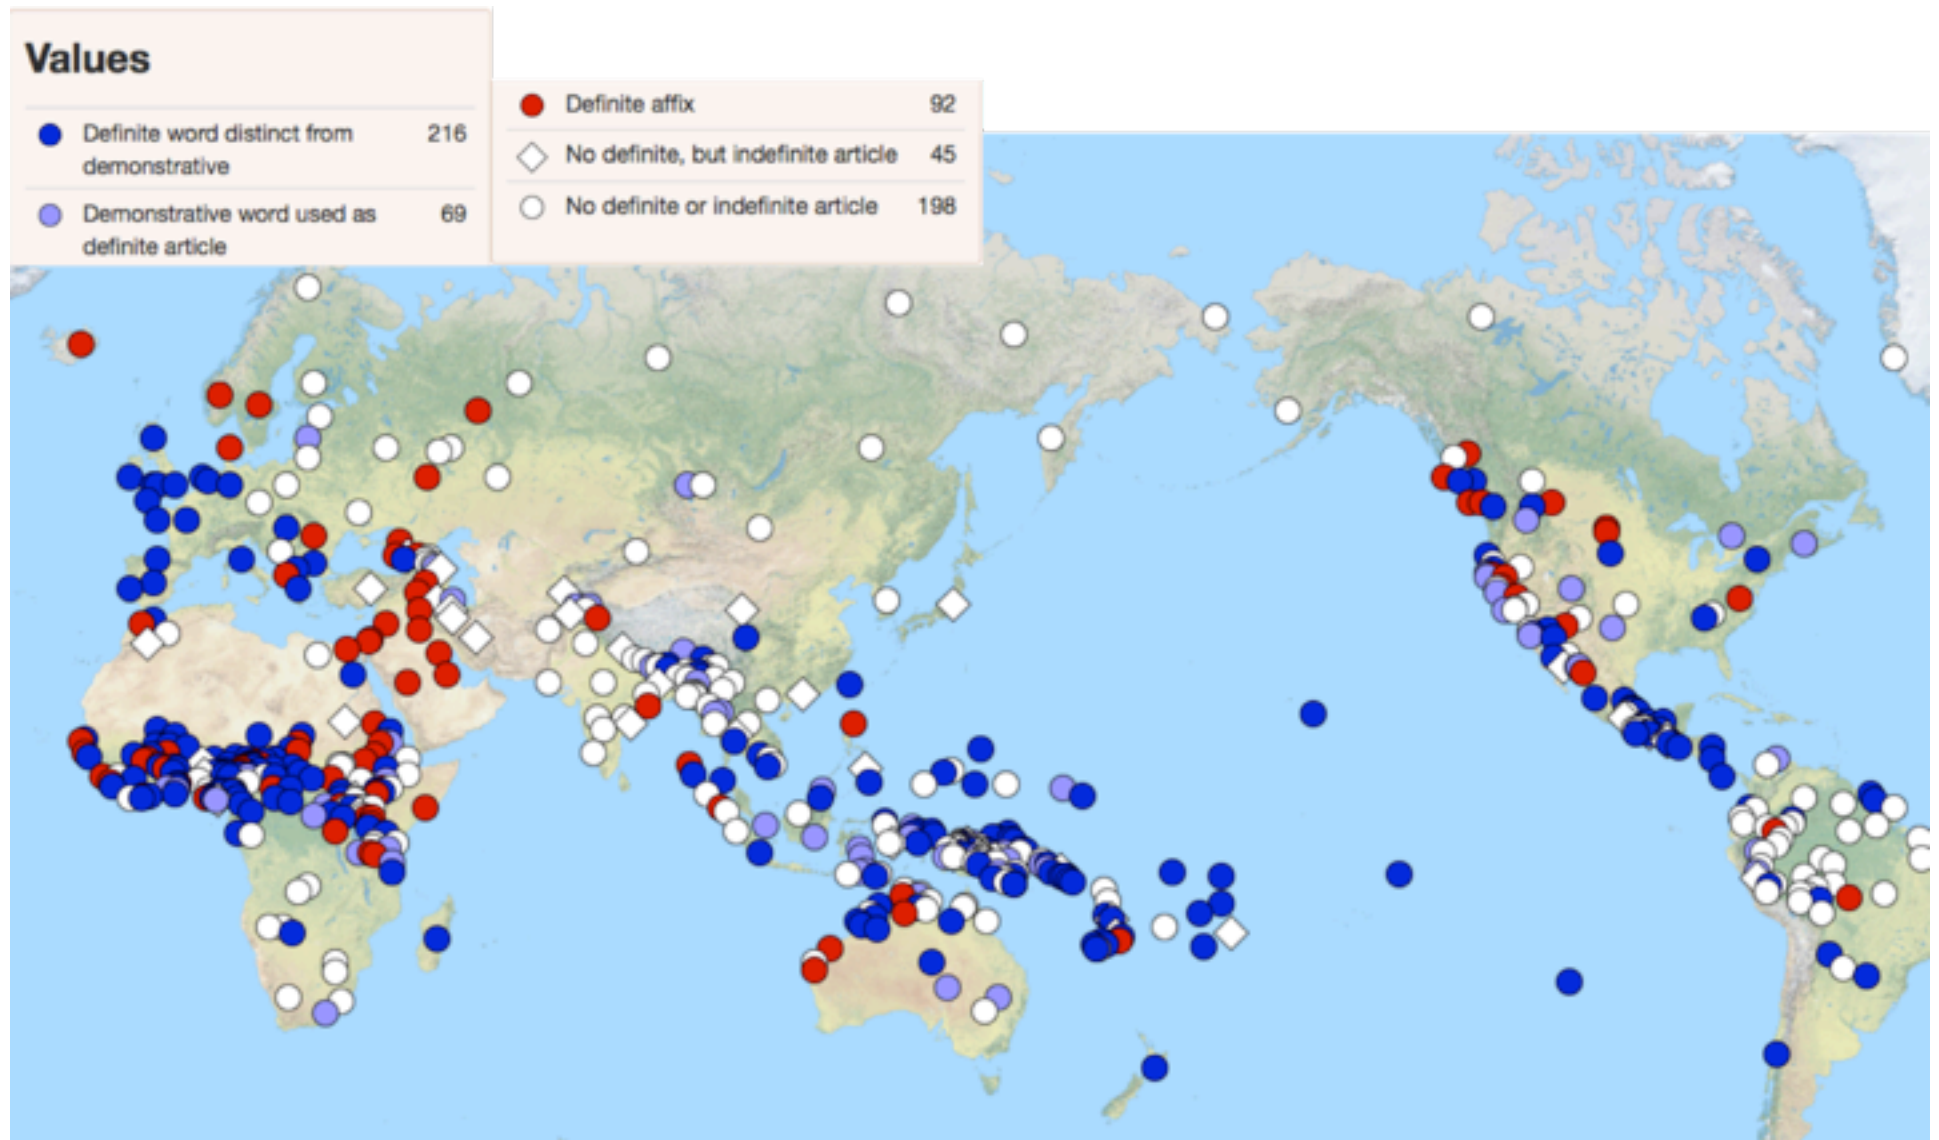 Values
Definite word distinct from 216
demonstrative
Demonstrative word used as 69
definite article
Definite affix 92
No definite, but indefinite article 45
No definite or indefinite article 198